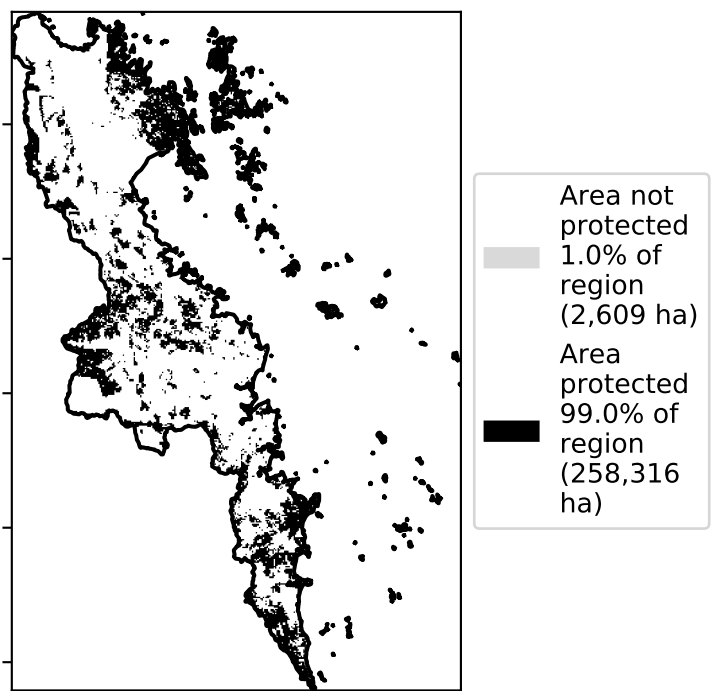 Area not
protected
1.0% of
region
(2,609 ha)
Area
protected
99.0% of
region
(258,316
ha)